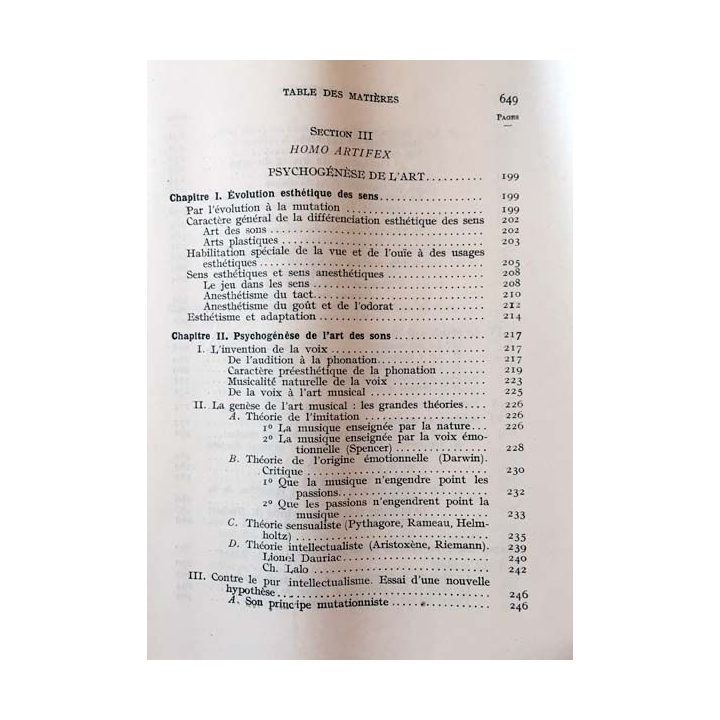 TABLE DES MATIÈRES 649
PAGES
SECTION III
HOMO ARTIFEX
PSYCHOGÉNÈSE DE L'ART.......... 199
Chapitre I. Évolution esthétique des sens.................. 199
Par l'évolution à la mutation ...................... 199
Caractère général de la différenciation esthétique des sens 202
Art des sons .................................. 202
Arts plastiques ............................... 203
Habilitation spéciale de la vue et de l'ouïe à des usages
esthétiques .................................. 205
Sens esthétiques et sens anesthétiques ................ 208
Le jeu dans les sens .......................... 208
Anesthétisme du tact.......................... 210
Anesthétisme du goût et de l'odorat .............. 212
Esthétisme et adaptation ........................... 214
Chapitre II. Psychogénèse de l'art des sons .............. 217
I. L'invention de la voix ........................ 217
De l'audition à la phonation.................... 217
Caractère préesthétique de la phonation ........ 219
Musicalité naturelle de la voix ................ 223
De la voix à l'art musical .................... 225
II. La genèse de l'art musical : les grandes théories.... 226
A. Théorie de l'imitation ...................... 226
1º La musique enseignée par la nature... 226
2º La musique enseignée par la voix émo-
tionnelle (Spencer) .................. 228
B. Théorie de l'origine émotionnelle (Darwin).
Critique .............................. 230
1º Que la musique n'engendre point les
passions............................ 232
2º Que les passions n'engendrent point la
musique .......................... 233
C. Théorie sensualiste (Pythagore, Rameau, Helm-
holtz) .............................. 235
D. Théorie intellectualiste (Aristoxène, Riemann). 239
Lionel Dauriac ...................... 240
Ch. Lalo ............................ 242
III. Contre le pur intellectualisme. Essai d'une nouvelle
hypothèse.................................. 246
A. Son principe mutationniste .................. 246